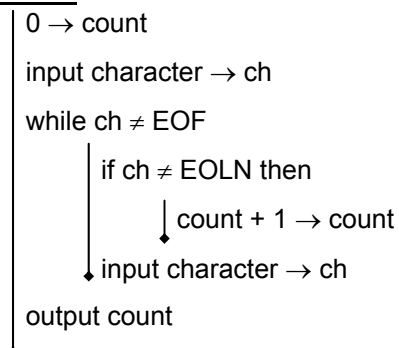 0 → count
input character → ch
while ch ≠ EOF
if ch ≠ EOLN then
count + 1 → count
input character → ch
output count